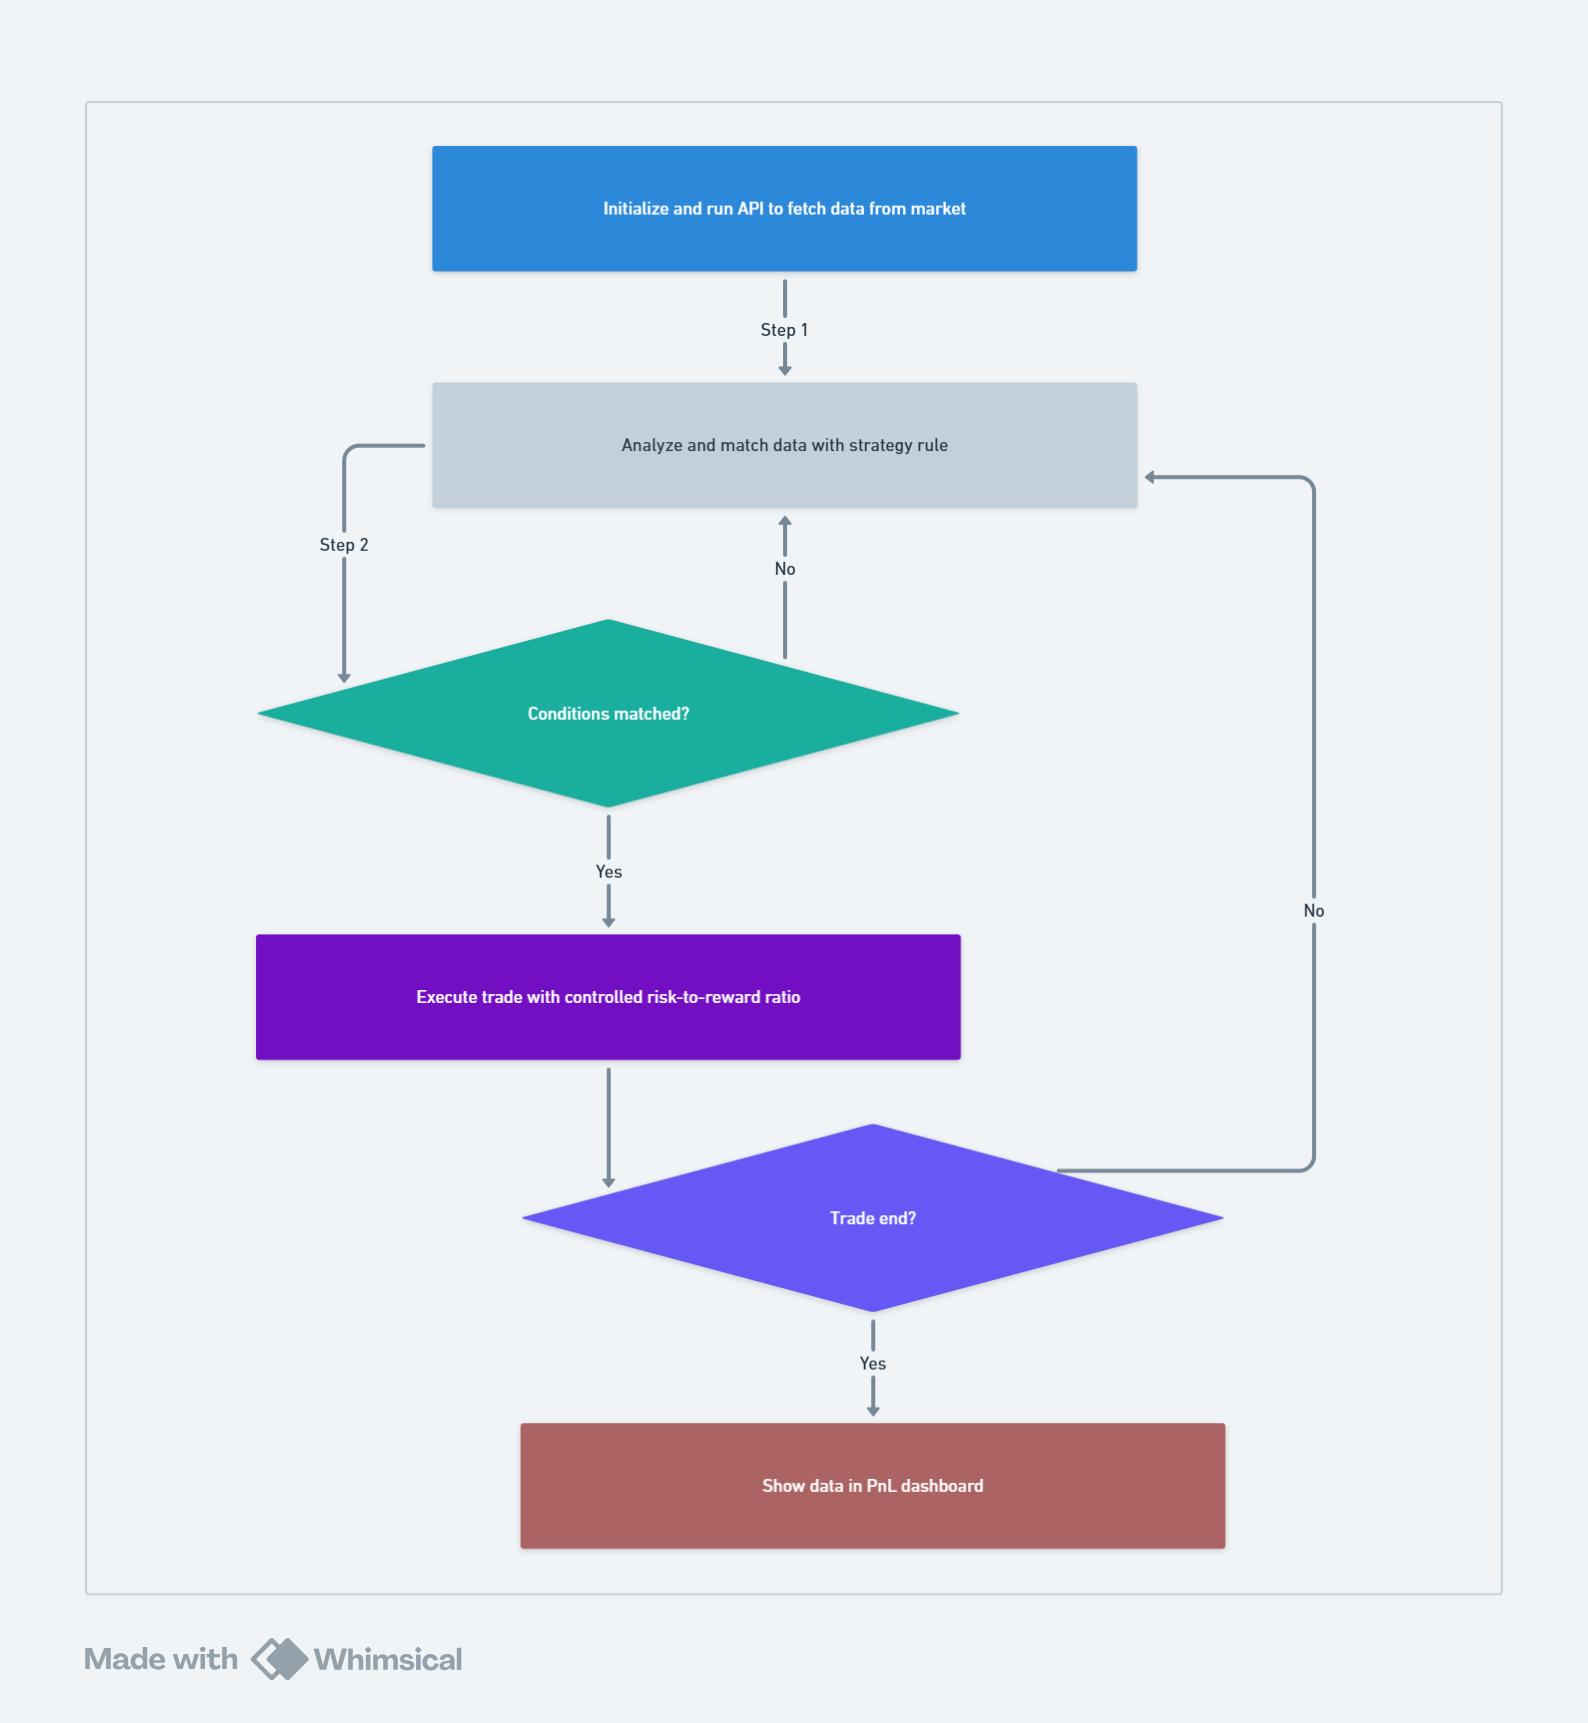 Initialize and run API to fetch data from market
Step 1
Analyze and match data with strategy rule
Step 2
No
Conditions matched?
Yes
No
Execute trade with controlled risk-to-reward ratio
Trade end?
Yes
Show data in PnL dashboard
Made with Whimsical